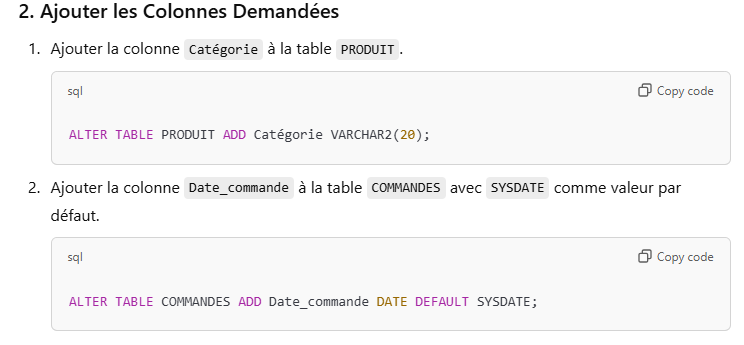 2. Ajouter les Colonnes Demandées
1. Ajouter la colonne Catégorie à la table PRODUIT.
sql
Copy code
ALTER TABLE PRODUIT ADD Catégorie VARCHAR2(20);
2. Ajouter la colonne Date_commande à la table COMMANDES avec SYSDATE comme valeur par
défaut.
sql
Copy code
ALTER TABLE COMMANDES ADD Date_commande DATE DEFAULT SYSDATE;